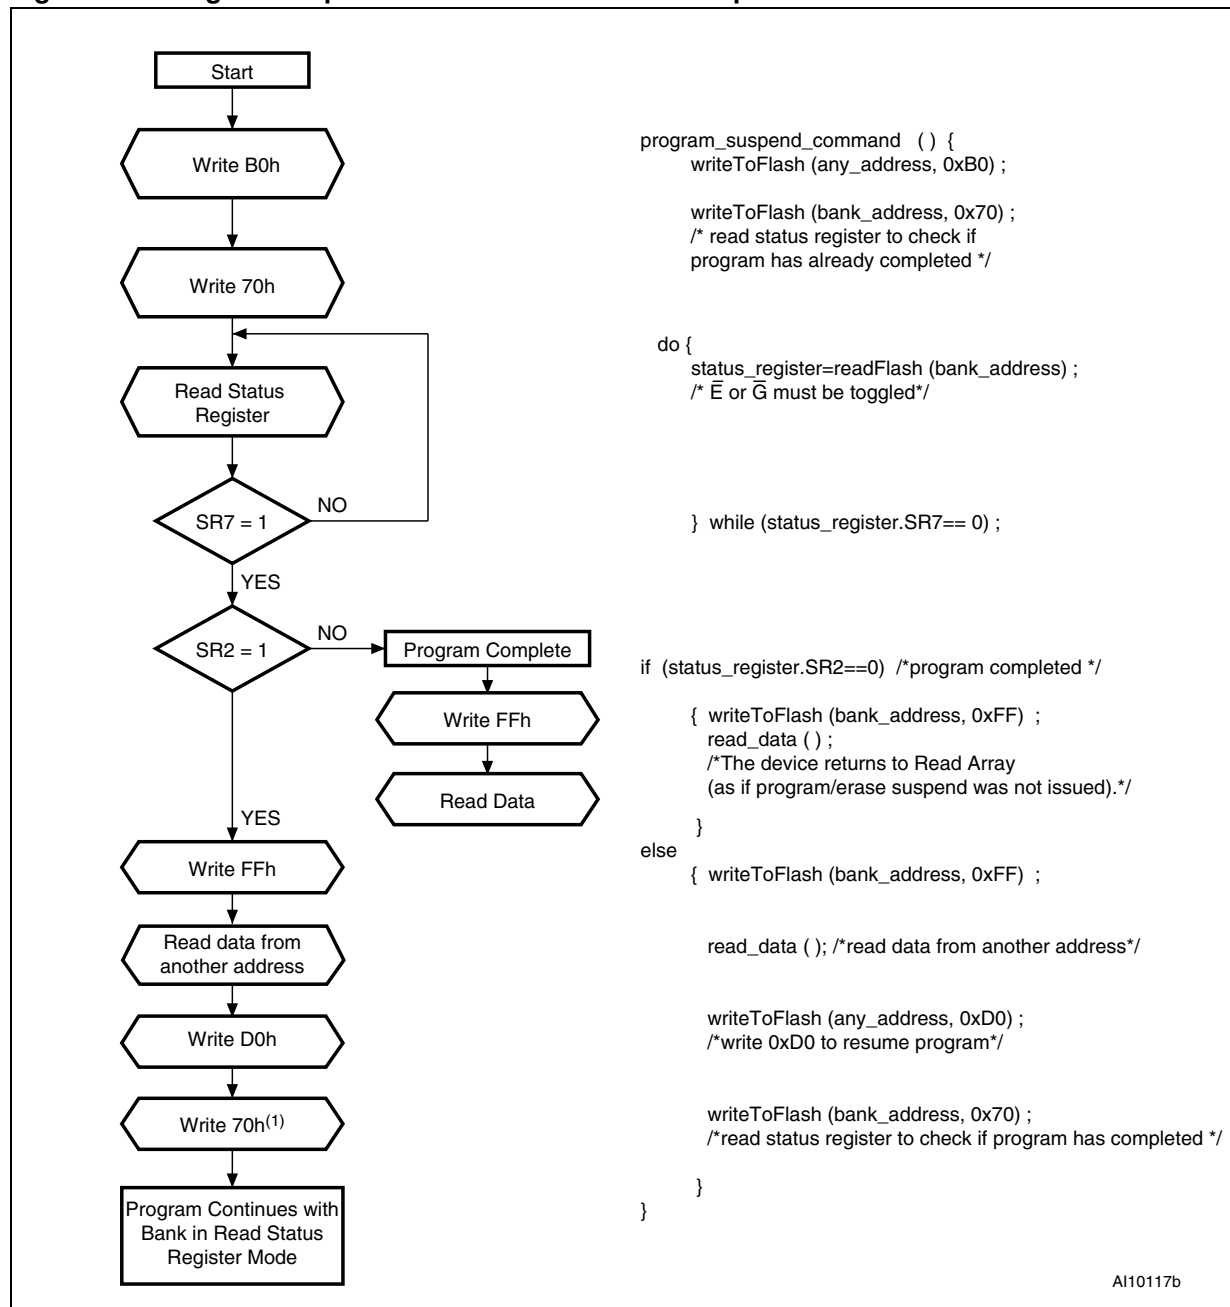 Start
Write B0h
Write 70h
Read Status
Register
SR7 = 1
NO
YES
SR2 = 1
NO
Program Complete
Write FFh
Read Data
YES
Write FFh
Read data from
another address
Write D0h
Write 70h(1)
Program Continues with
Bank in Read Status
Register Mode
program_suspend_command ( ) {
writeToFlash (any_address, 0xB0) ;
writeToFlash (bank_address, 0x70) ;
/* read status register to check if
program has already completed */
do {
status_register=readFlash (bank_address) ;
/* E̅ or G̅ must be toggled*/
} while (status_register.SR7== 0) ;
if (status_register.SR2==0) /*program completed */
{ writeToFlash (bank_address, 0xFF) ;
read_data ( ) ;
/*The device returns to Read Array
(as if program/erase suspend was not issued).*/
}
else
{ writeToFlash (bank_address, 0xFF) ;
read_data ( ); /*read data from another address*/
writeToFlash (any_address, 0xD0) ;
/*write 0xD0 to resume program*/
writeToFlash (bank_address, 0x70) ;
/*read status register to check if program has completed */
}
}
AI10117b